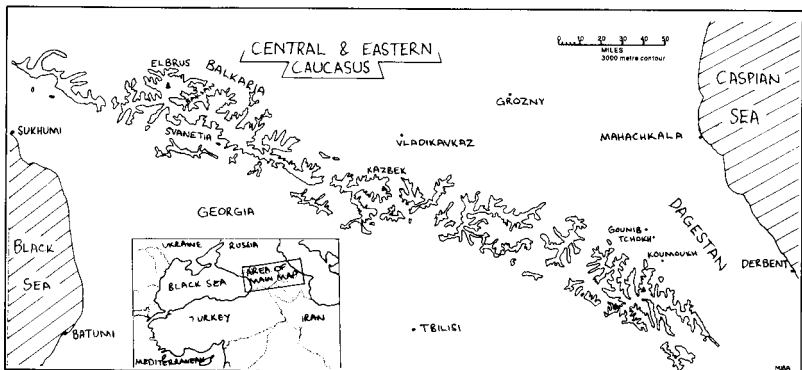 CENTRAL & EASTERN
CAUCASUS
MILES
3000 metre contour
50
ELBRUS
BALKARIA
CASPIAN
SEA
GROZNY
SUKHUMI
SVANETIA
VLADIKAVKAZ
MAHACHKALA
KAZBEK
DAGESTAN
GEORGIA
GOUNIB
TCHOKH
KOUMOUKH
DERBENT
BLACK
SEA
UKRAINE
RUSSIA
AREA OF
MAIN MAP
BLACK SEA
TURKEY
IRAN
MEDITERRANEAN
BATUMI
TBILISI